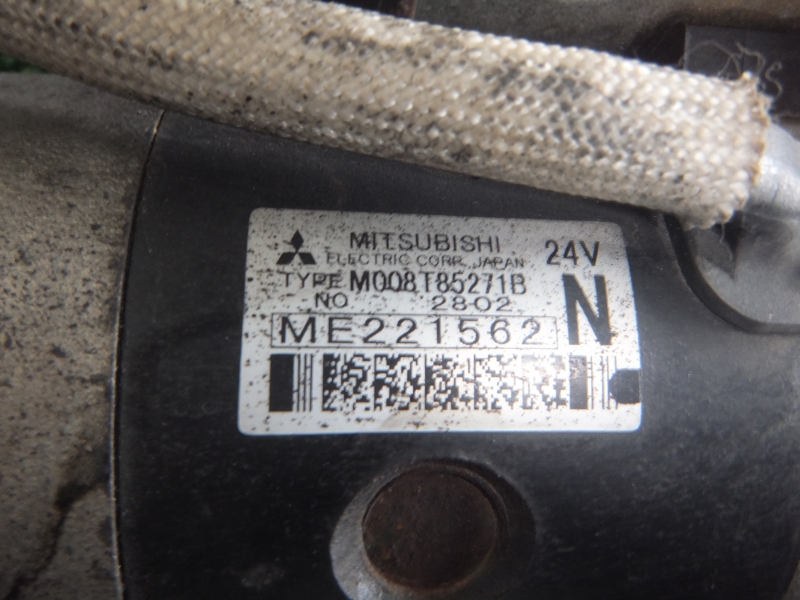 MITSUBISHI 24V
ELECTRIC CORP. JAPAN
TYPE M008T85271B
NO 2802 N
ME221562